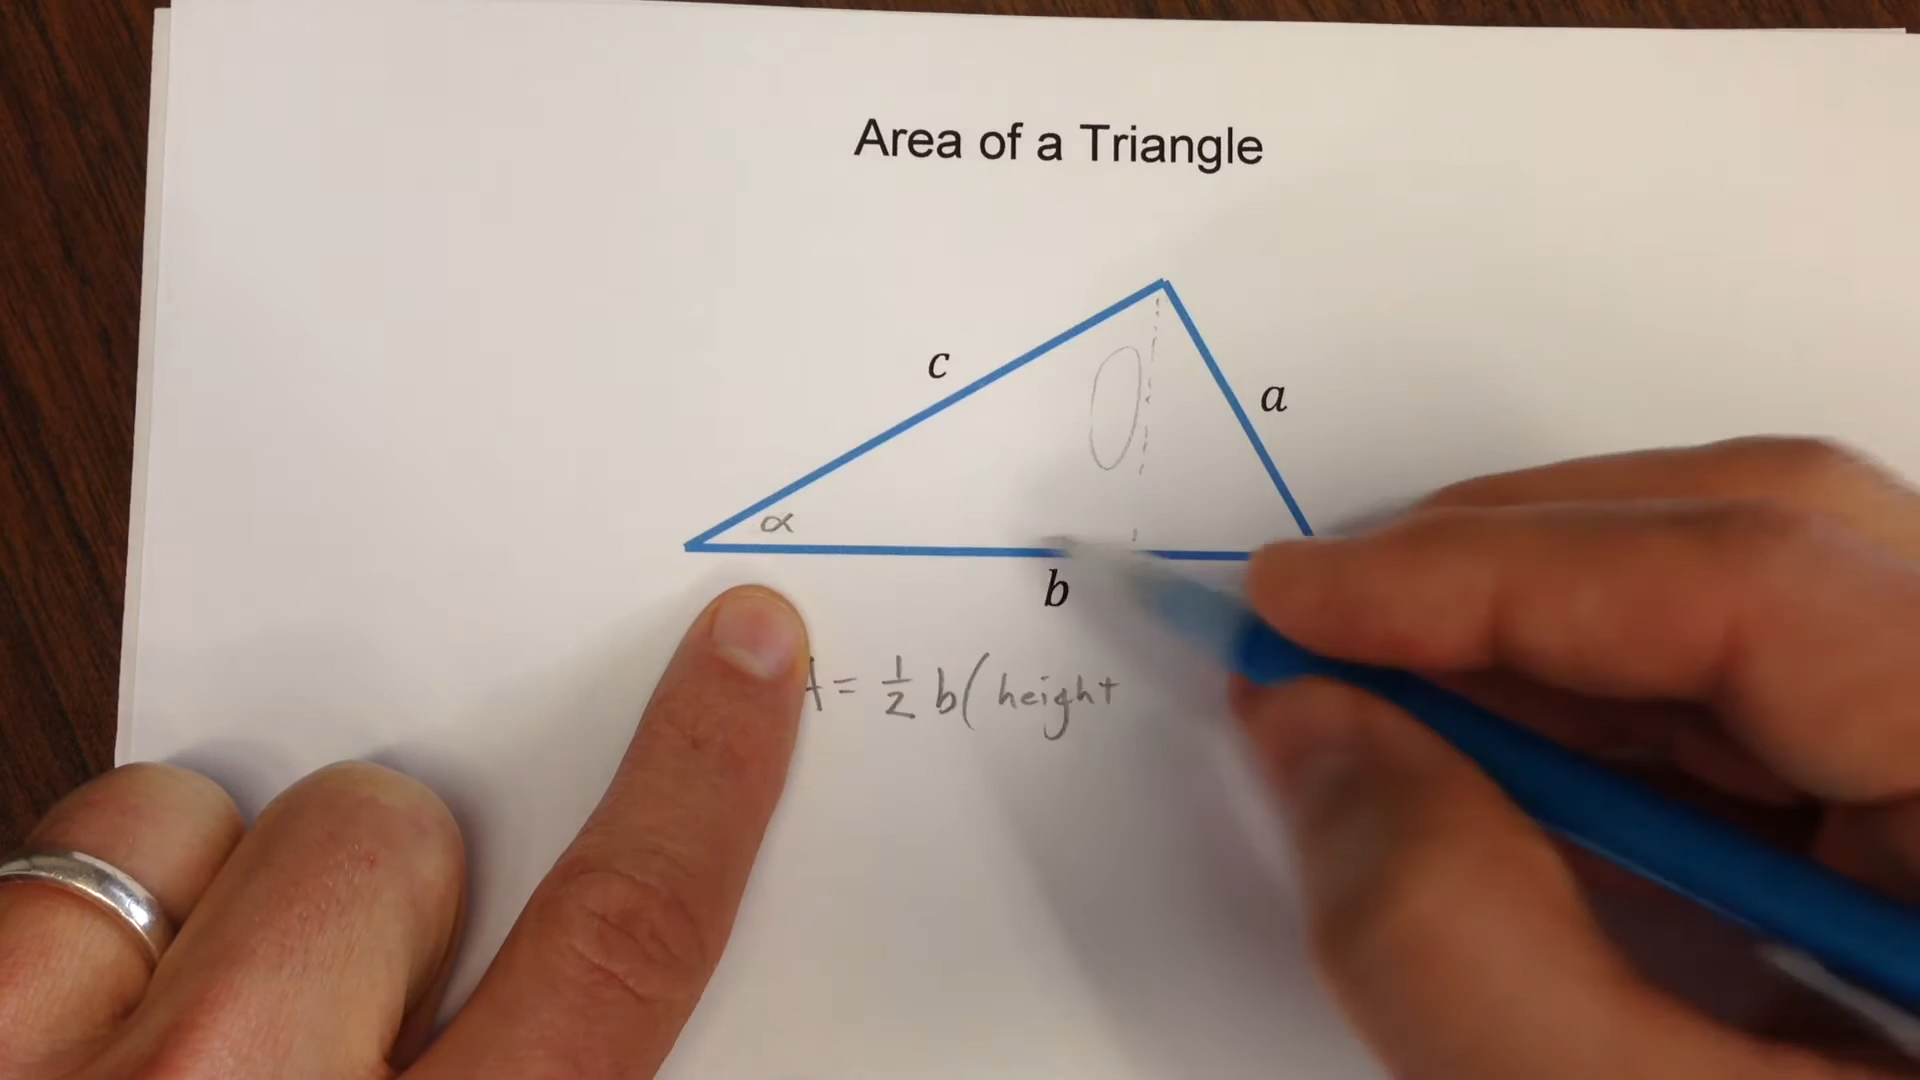 Area of a Triangle
c
a
α
b
A = 1/2 b( height